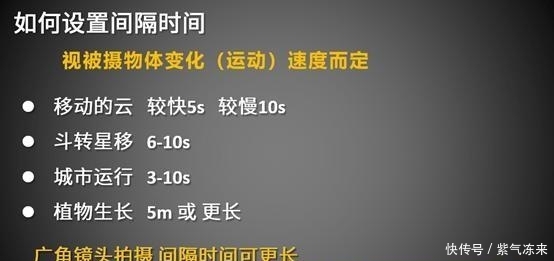 如何设置间隔时间
视被摄物体变化（运动）速度而定
● 移动的云 较快5s 较慢10s
● 斗转星移 6-10s
● 城市运行 3-10s
● 植物生长 5m 或 更长
广角镜头拍摄 间隔时间可更长
快传号／紫气冻来